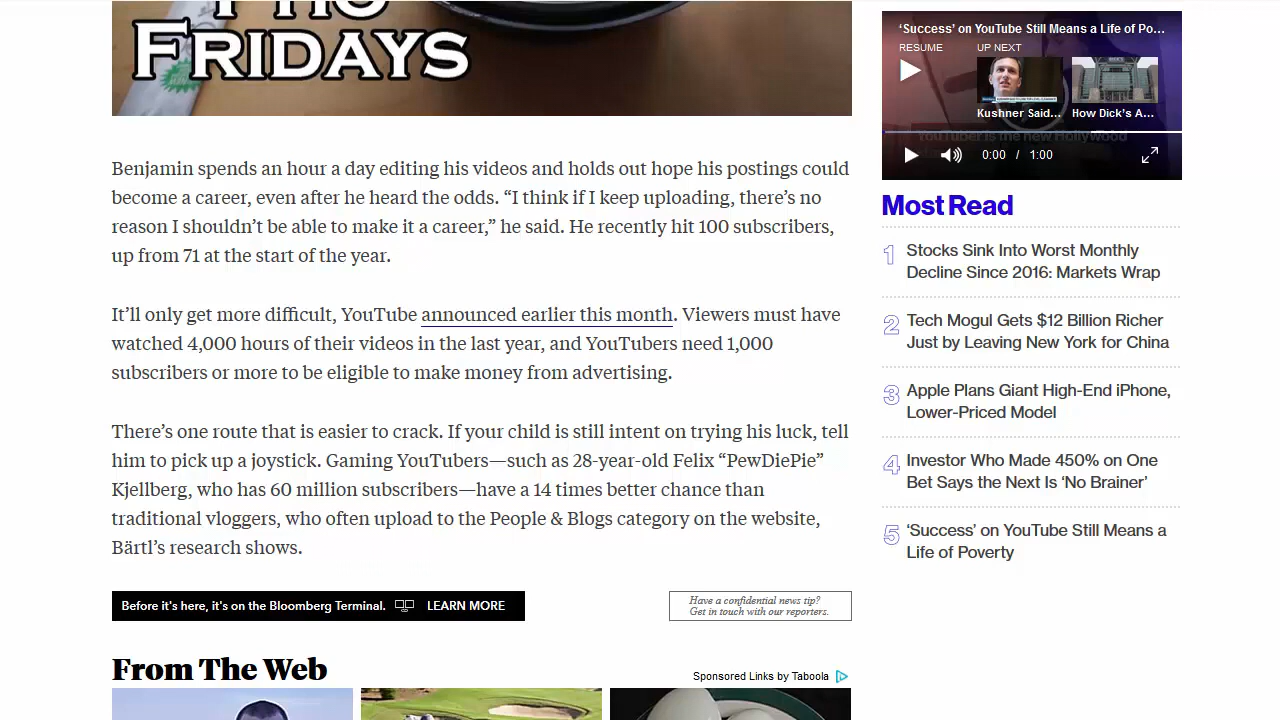 FRIDAYS
Benjamin spends an hour a day editing his videos and holds out hope his postings could
become a career, even after he heard the odds. “I think if I keep uploading, there’s no
reason I shouldn’t be able to make it a career,” he said. He recently hit 100 subscribers,
up from 71 at the start of the year.
It’ll only get more difficult, YouTube announced earlier this month. Viewers must have
watched 4,000 hours of their videos in the last year, and YouTubers need 1,000
subscribers or more to be eligible to make money from advertising.
There’s one route that is easier to crack. If your child is still intent on trying his luck, tell
him to pick up a joystick. Gaming YouTubers—such as 28-year-old Felix “PewDiePie”
Kjellberg, who has 60 million subscribers—have a 14 times better chance than
traditional vloggers, who often upload to the People & Blogs category on the website,
Bärtl’s research shows.
Before it's here, it's on the Bloomberg Terminal. LEARN MORE
Have a confidential news tip?
Get in touch with our reporters.
From The Web
Sponsored Links by Taboola
‘Success’ on YouTube Still Means a Life of Po...
RESUME UP NEXT
Kushner Said... How Dick’s A...
YouTuber is the new Hollywood
0:00 / 1:00
Most Read
1 Stocks Sink Into Worst Monthly
Decline Since 2016: Markets Wrap
2 Tech Mogul Gets $12 Billion Richer
Just by Leaving New York for China
3 Apple Plans Giant High-End iPhone,
Lower-Priced Model
4 Investor Who Made 450% on One
Bet Says the Next Is ‘No Brainer’
5 ‘Success’ on YouTube Still Means a
Life of Poverty